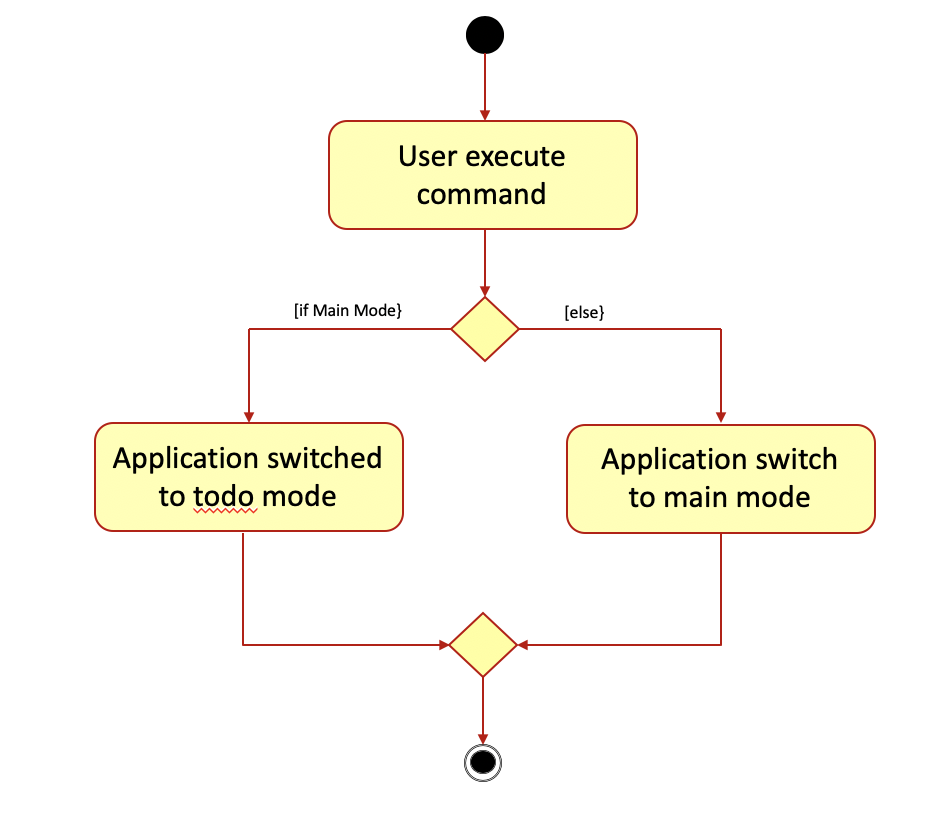 User execute
command
[if Main Mode}
[else}
Application switched
to todo mode
Application switch
to main mode